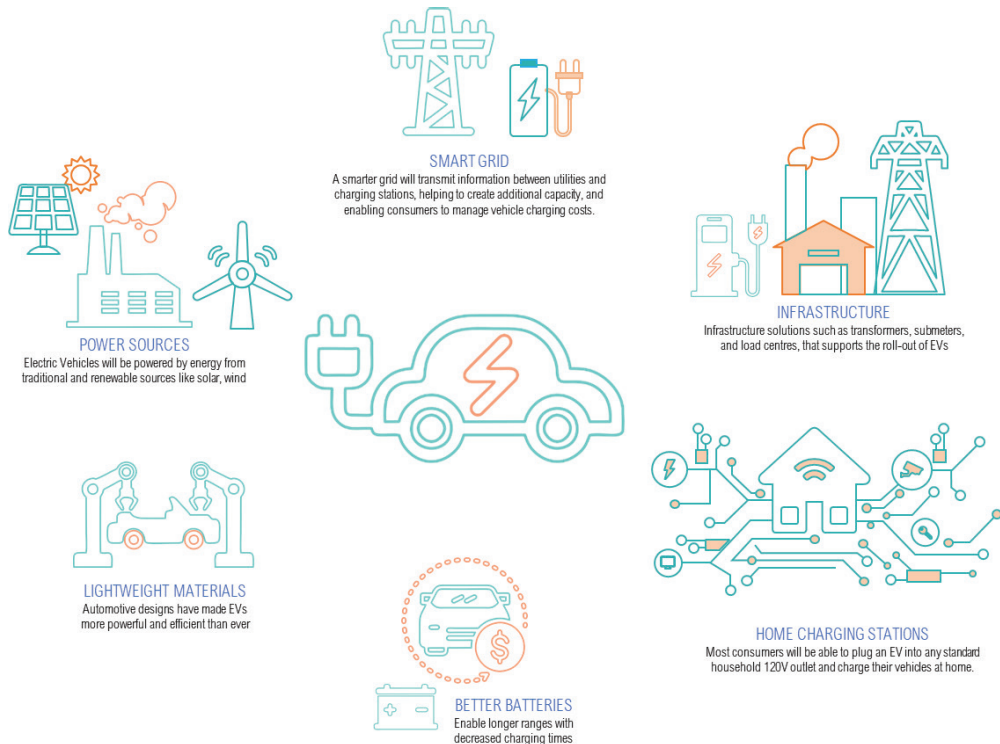 SMART GRID
A smarter grid will transmit information between utilities and
charging stations, helping to create additional capacity, and
enabling consumers to manage vehicle charging costs.
POWER SOURCES
Electric Vehicles will be powered by energy from
traditional and renewable sources like solar, wind
INFRASTRUCTURE
Infrastructure solutions such as transformers, submeters,
and load centres, that supports the roll-out of EVs
LIGHTWEIGHT MATERIALS
Automotive designs have made EVs
more powerful and efficient than ever
HOME CHARGING STATIONS
Most consumers will be able to plug an EV into any standard
household 120V outlet and charge their vehicles at home.
$
BETTER BATTERIES
Enable longer ranges with
decreased charging times